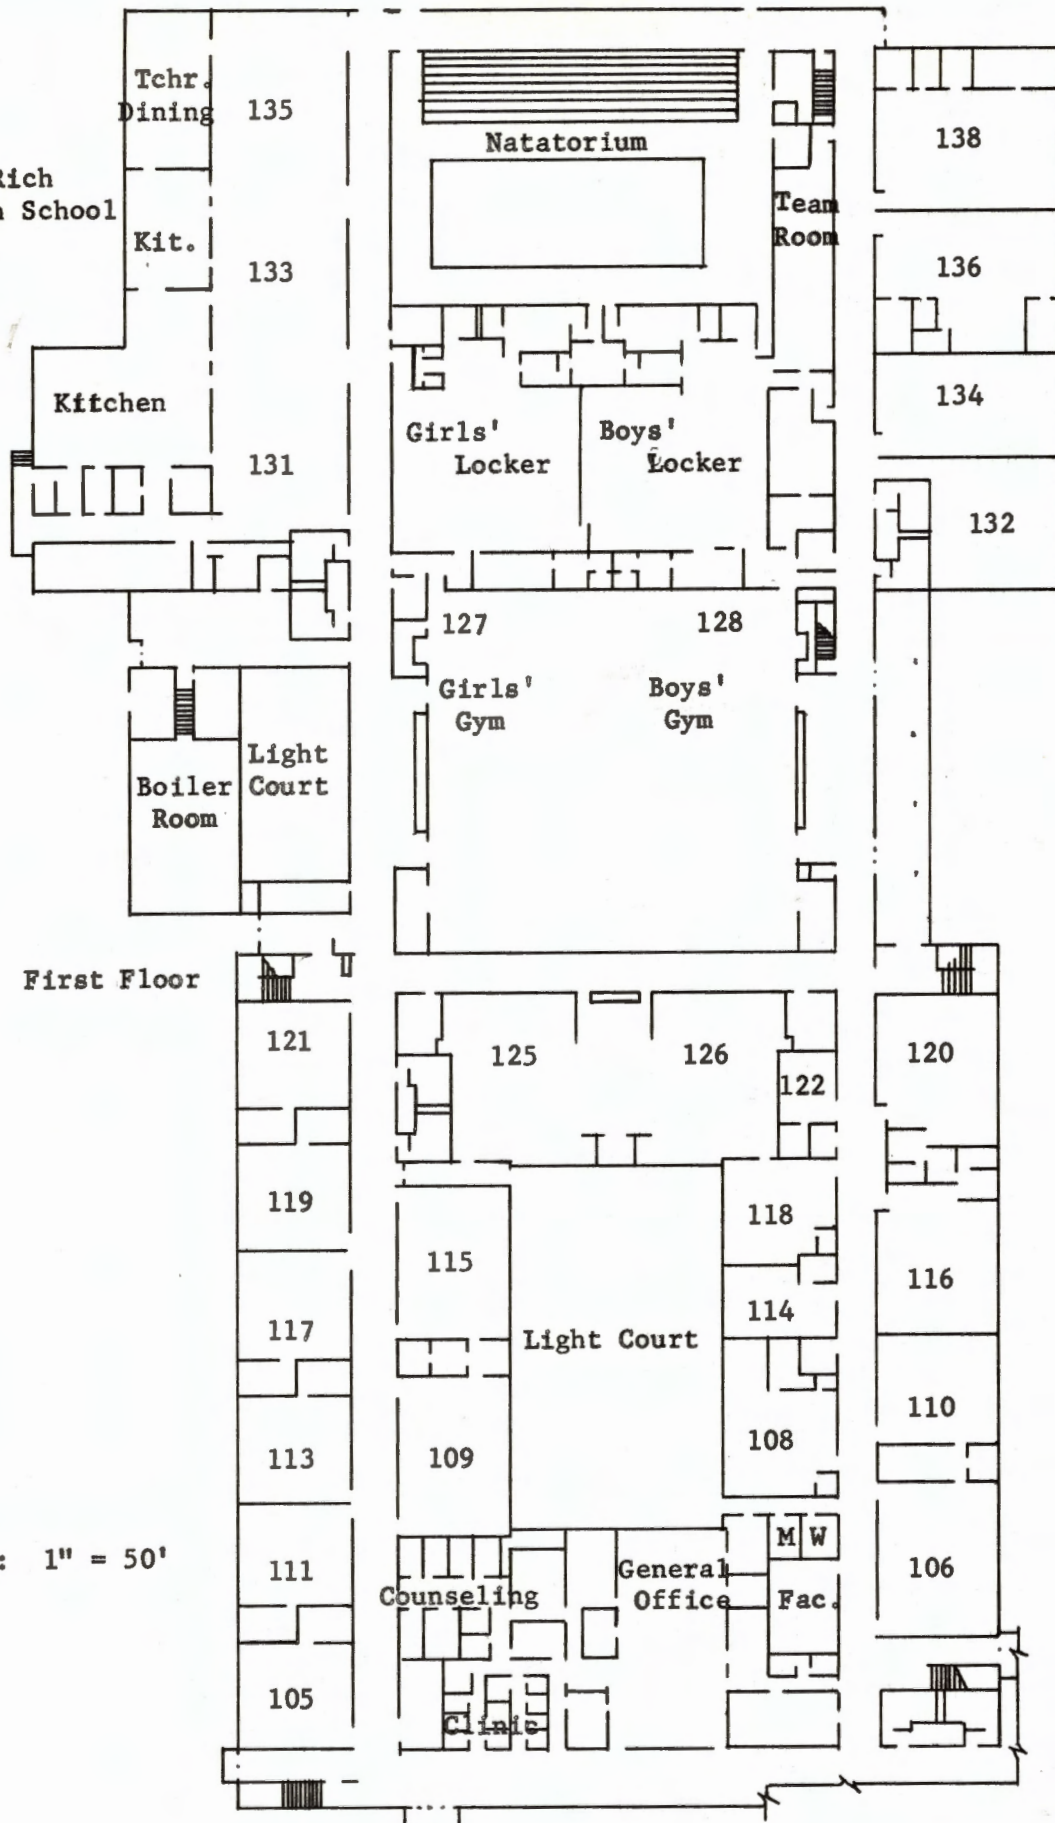 Tchr.
Dining
135
Natatorium
138
Rich
School
Kit.
Team
Room
133
136
Kitchen
134
Girls'
Locker
Boys'
Locker
131
132
127
128
Girls'
Gym
Boys'
Gym
Light
Court
Boiler
Room
First Floor
121
125
126
122
120
119
118
115
116
117
114
Light Court
110
113
109
108
: 1" = 50'
111
Counseling
General
Office
M W
Fac.
106
105
Clinic